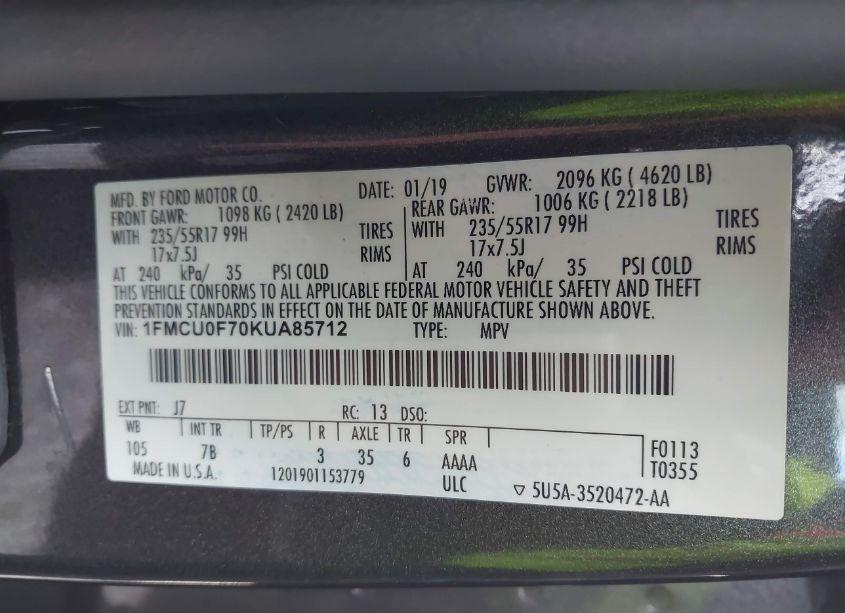 MFD. BY FORD MOTOR CO. DATE: 01/19 GVWR: 2096 KG ( 4620 LB)
FRONT GAWR: 1098 KG ( 2420 LB) REAR GAWR: 1006 KG ( 2218 LB)
WITH 235/55R17 99H TIRES WITH 235/55R17 99H TIRES
17x7.5J RIMS 17x7.5J RIMS
AT 240 kPa/ 35 PSI COLD AT 240 kPa/ 35 PSI COLD
THIS VEHICLE CONFORMS TO ALL APPLICABLE FEDERAL MOTOR VEHICLE SAFETY AND THEFT
PREVENTION STANDARDS IN EFFECT ON THE DATE OF MANUFACTURE SHOWN ABOVE.
VIN: 1FMCU0F70KUA85712 TYPE: MPV
EXT PNT: J7 RC: 13 DSO:
WB INT TR TP/PS R AXLE TR SPR F0113
105 7B 3 35 6 AAAA T0355
MADE IN U.S.A. 1201901153779 ULC ▽ 5U5A-3520472-AA